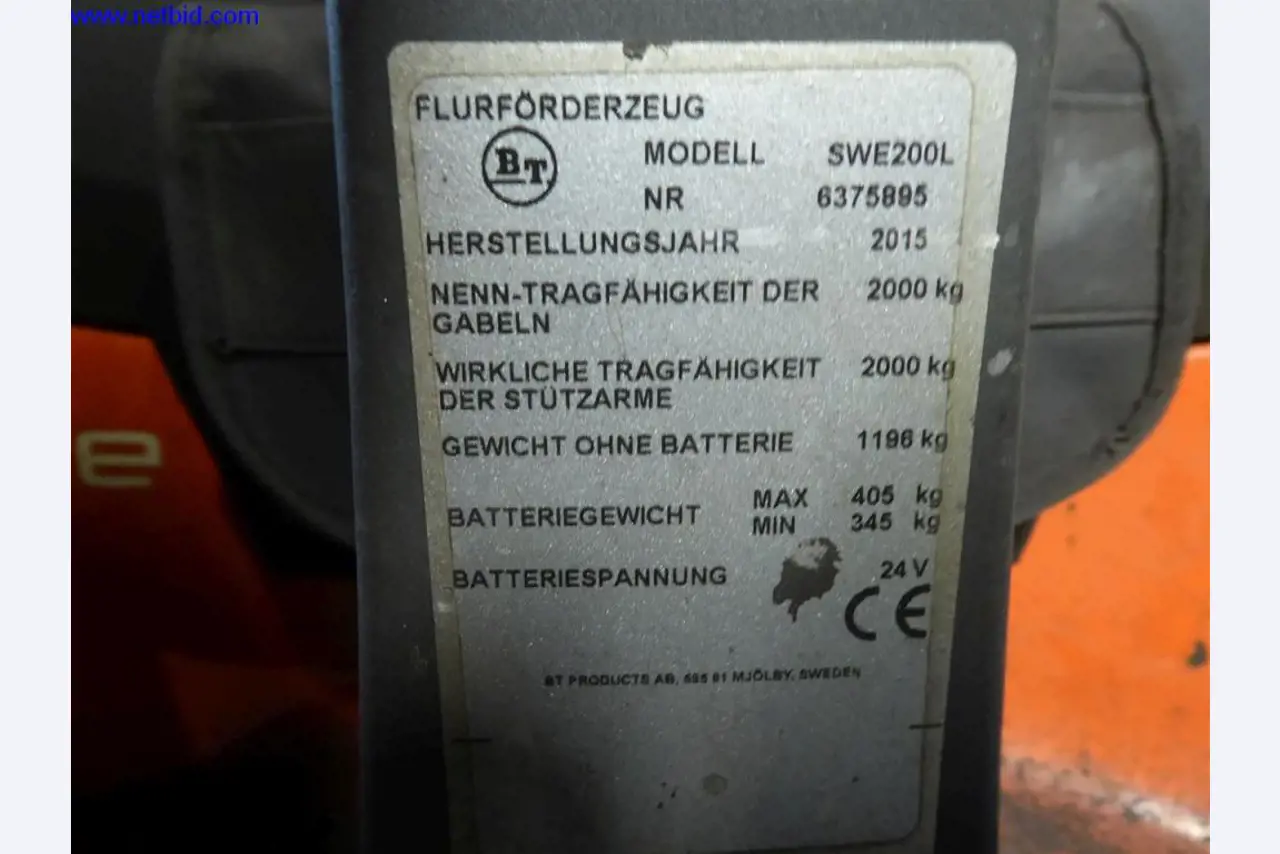 www.netbid.com
FLURFÖRDERZEUG
BT MODELL SWE200L
NR 6375895
HERSTELLUNGSJAHR 2015
NENN-TRAGFÄHIGKEIT DER 2000 kg
GABELN
WIRKLICHE TRAGFÄHIGKEIT 2000 kg
DER STÜTZARME
GEWICHT OHNE BATTERIE 1196 kg
BATTERIEGEWICHT MAX 405 kg
MIN 345 kg
BATTERIESPANNUNG 24 V
CE
BT PRODUCTS AB, 595 81 MJÖLBY, SWEDEN
e